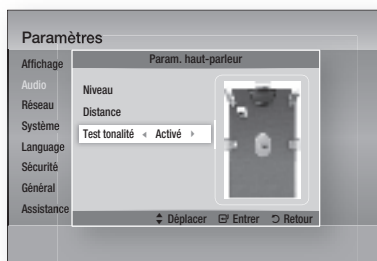 Paramètres
Affichage
Audio
Réseau
Système
Language
Sécurité
Général
Assistance
Param. haut-parleur
Niveau
Distance
Test tonalité ◄ Activé ►
Déplacer Entrer Retour